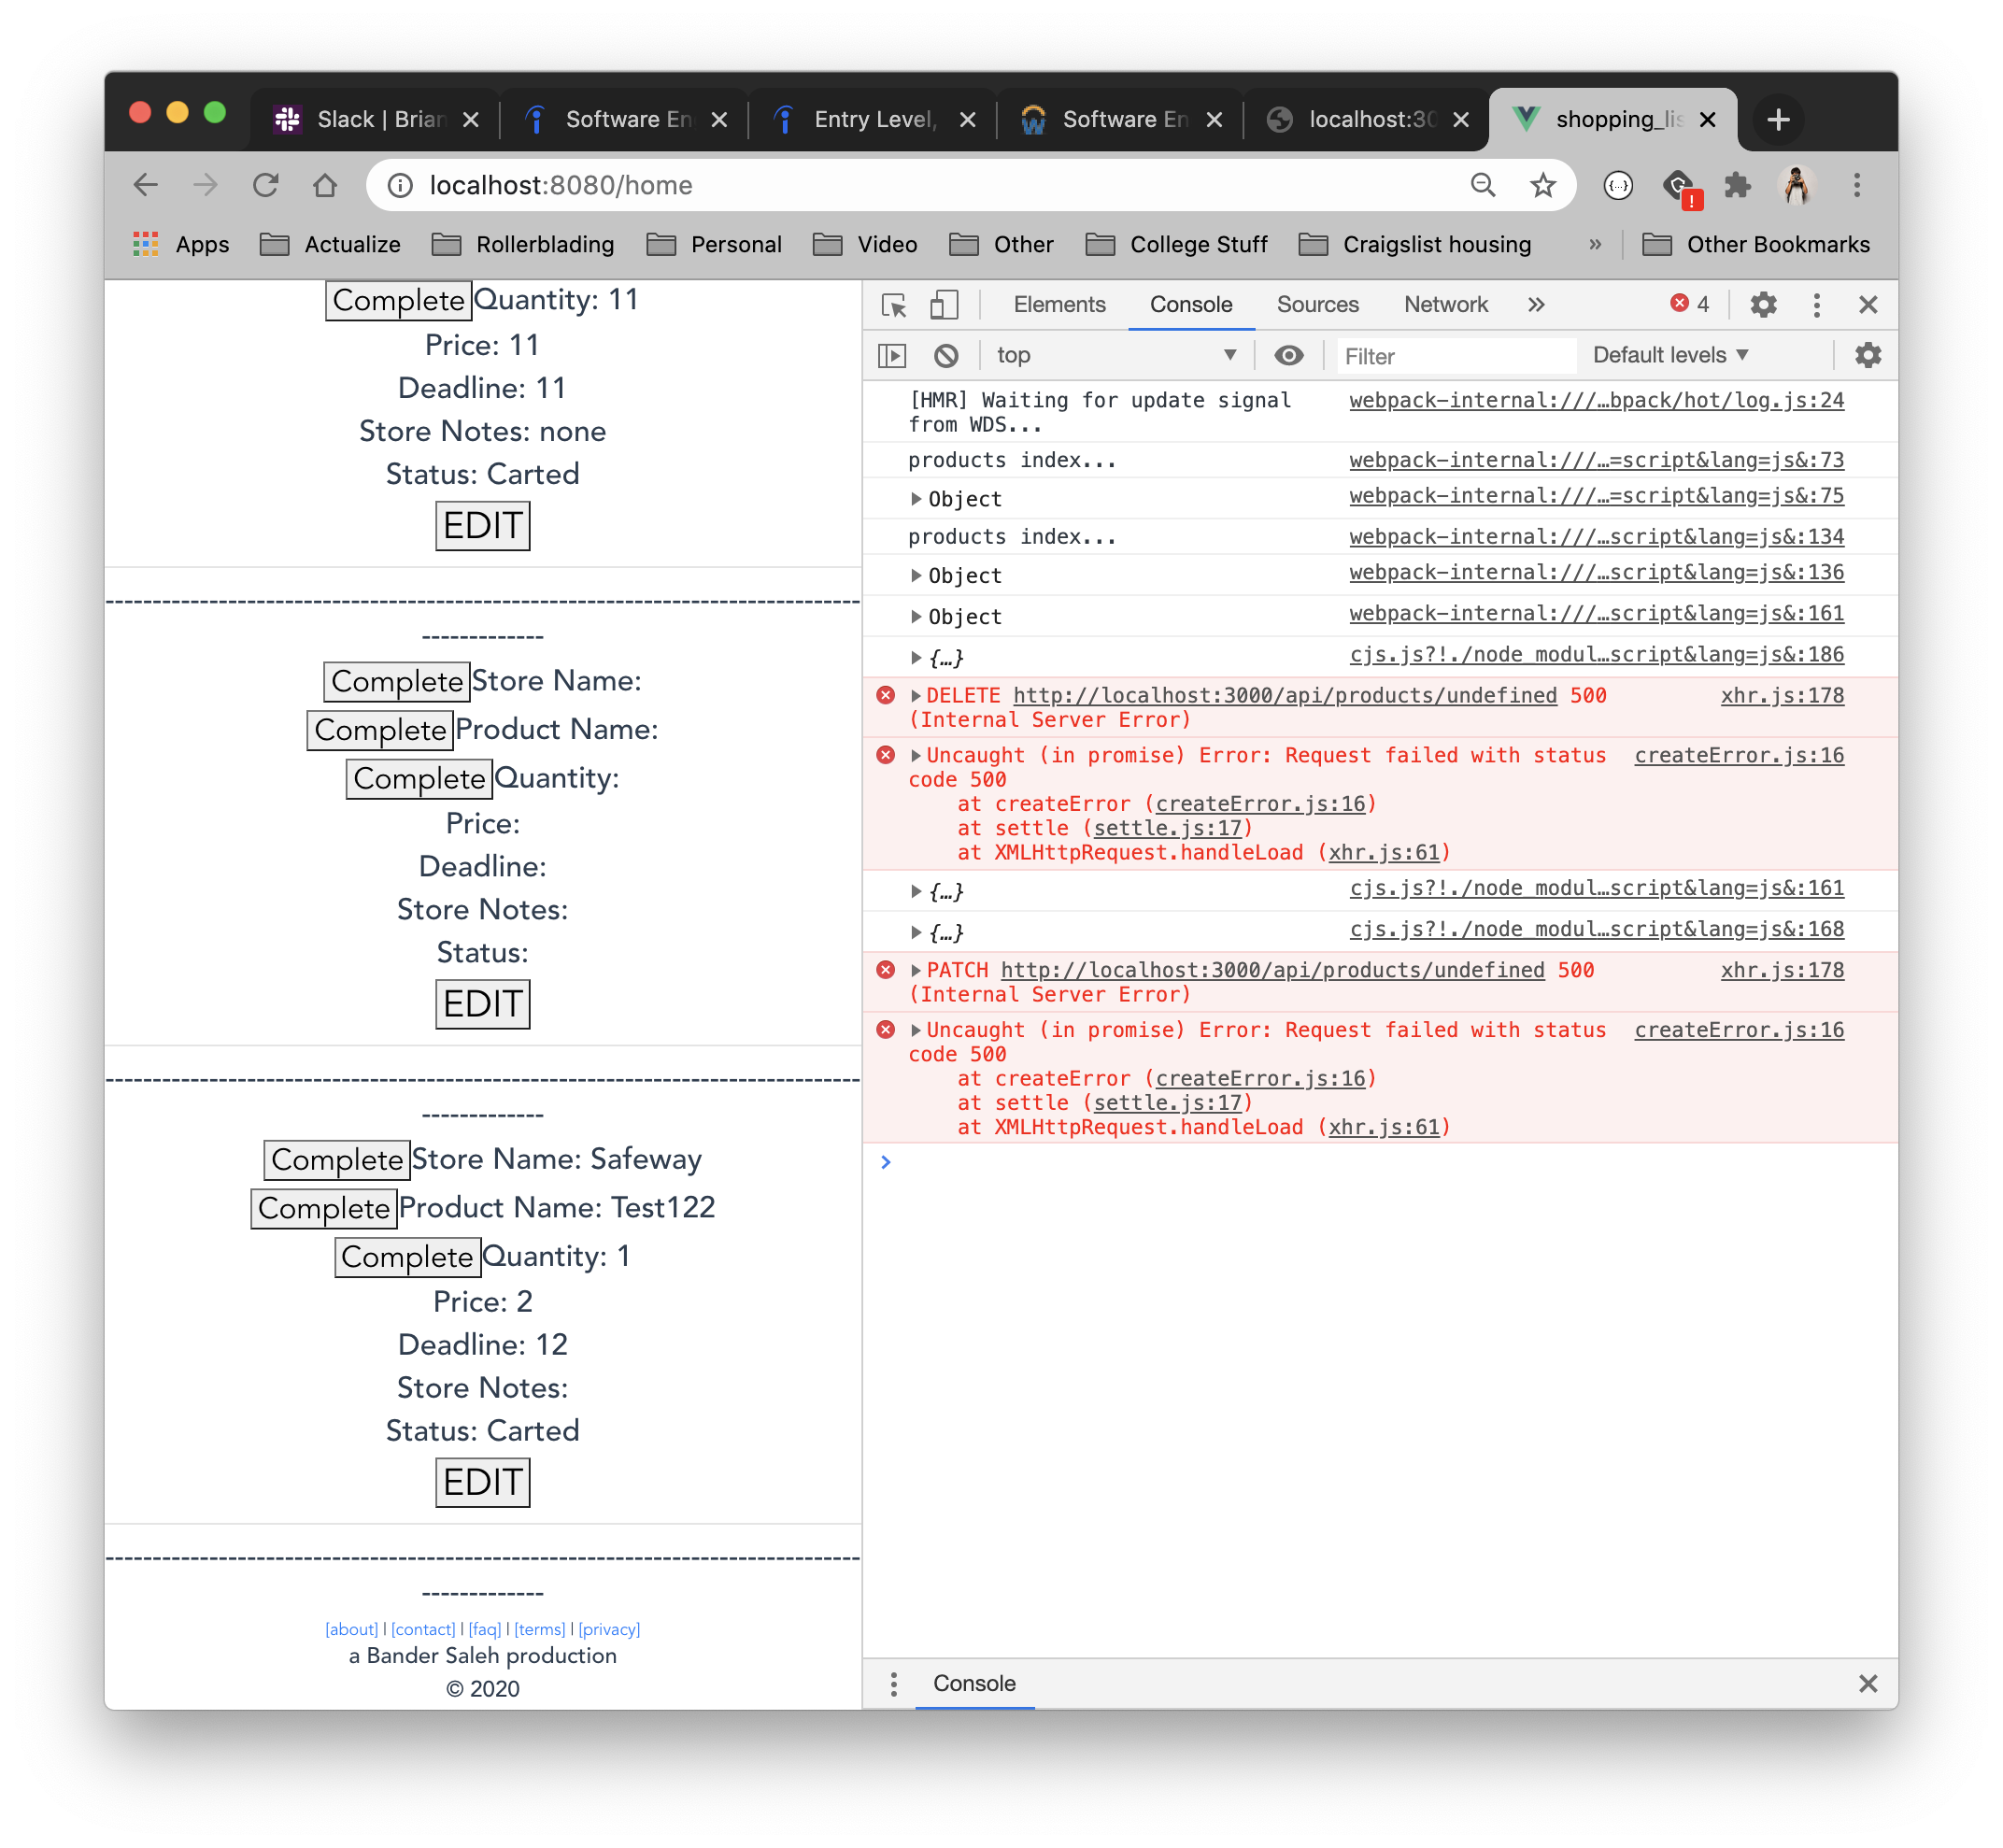 Slack | Brian
Software En
Entry Level,
Software En
localhost:30
shopping_lis
localhost:8080/home
Apps
Actualize
Rollerblading
Personal
Video
Other
College Stuff
Craigslist housing
»
Other Bookmarks
Complete Quantity: 11
Price: 11
Deadline: 11
Store Notes: none
Status: Carted
EDIT
--------------------------------------------------------------------------------
-------------
Complete Store Name:
Complete Product Name:
Complete Quantity:
Price:
Deadline:
Store Notes:
Status:
EDIT
--------------------------------------------------------------------------------
-------------
Complete Store Name: Safeway
Complete Product Name: Test122
Complete Quantity: 1
Price: 2
Deadline: 12
Store Notes:
Status: Carted
EDIT
--------------------------------------------------------------------------------
-------------
[about] | [contact] | [faq] | [terms] | [privacy]
a Bander Saleh production
© 2020
Elements
Console
Sources
Network
»
4
top
Filter
Default levels
[HMR] Waiting for update signal webpack-internal:///…bpack/hot/log.js:24
from WDS...
products index... webpack-internal:///…=script&lang=js&:73
Object webpack-internal:///…=script&lang=js&:75
products index... webpack-internal:///…script&lang=js&:134
Object webpack-internal:///…script&lang=js&:136
Object webpack-internal:///…script&lang=js&:161
{…} cjs.js?!./node_modul…script&lang=js&:186
DELETE http://localhost:3000/api/products/undefined 500 xhr.js:178
(Internal Server Error)
Uncaught (in promise) Error: Request failed with status createError.js:16
code 500
at createError (createError.js:16)
at settle (settle.js:17)
at XMLHttpRequest.handleLoad (xhr.js:61)
{…} cjs.js?!./node_modul…script&lang=js&:161
{…} cjs.js?!./node_modul…script&lang=js&:168
PATCH http://localhost:3000/api/products/undefined 500 xhr.js:178
(Internal Server Error)
Uncaught (in promise) Error: Request failed with status createError.js:16
code 500
at createError (createError.js:16)
at settle (settle.js:17)
at XMLHttpRequest.handleLoad (xhr.js:61)
Console